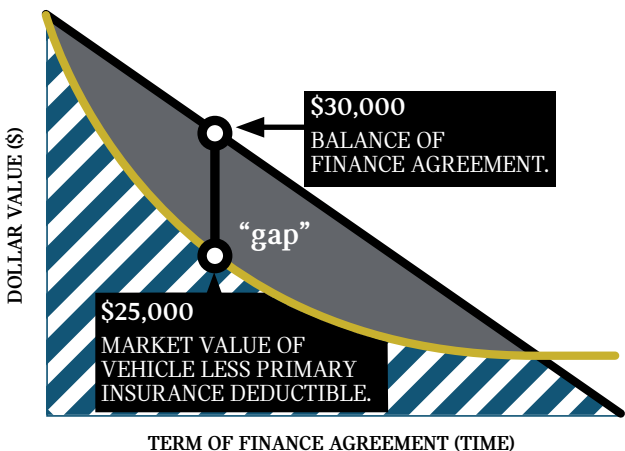 $30,000
BALANCE OF
FINANCE AGREEMENT.
"gap"
$25,000
MARKET VALUE OF
VEHICLE LESS PRIMARY
INSURANCE DEDUCTIBLE.
DOLLAR VALUE ($)
TERM OF FINANCE AGREEMENT (TIME)